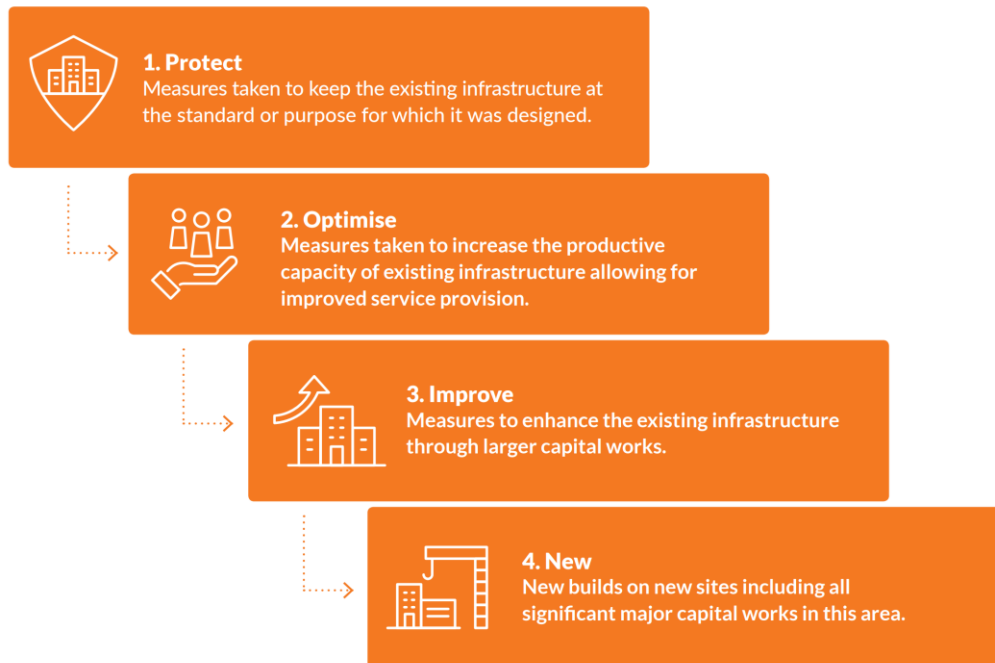 1. Protect
Measures taken to keep the existing infrastructure at
the standard or purpose for which it was designed.
2. Optimise
Measures taken to increase the productive
capacity of existing infrastructure allowing for
improved service provision.
3. Improve
Measures to enhance the existing infrastructure
through larger capital works.
4. New
New builds on new sites including all
significant major capital works in this area.